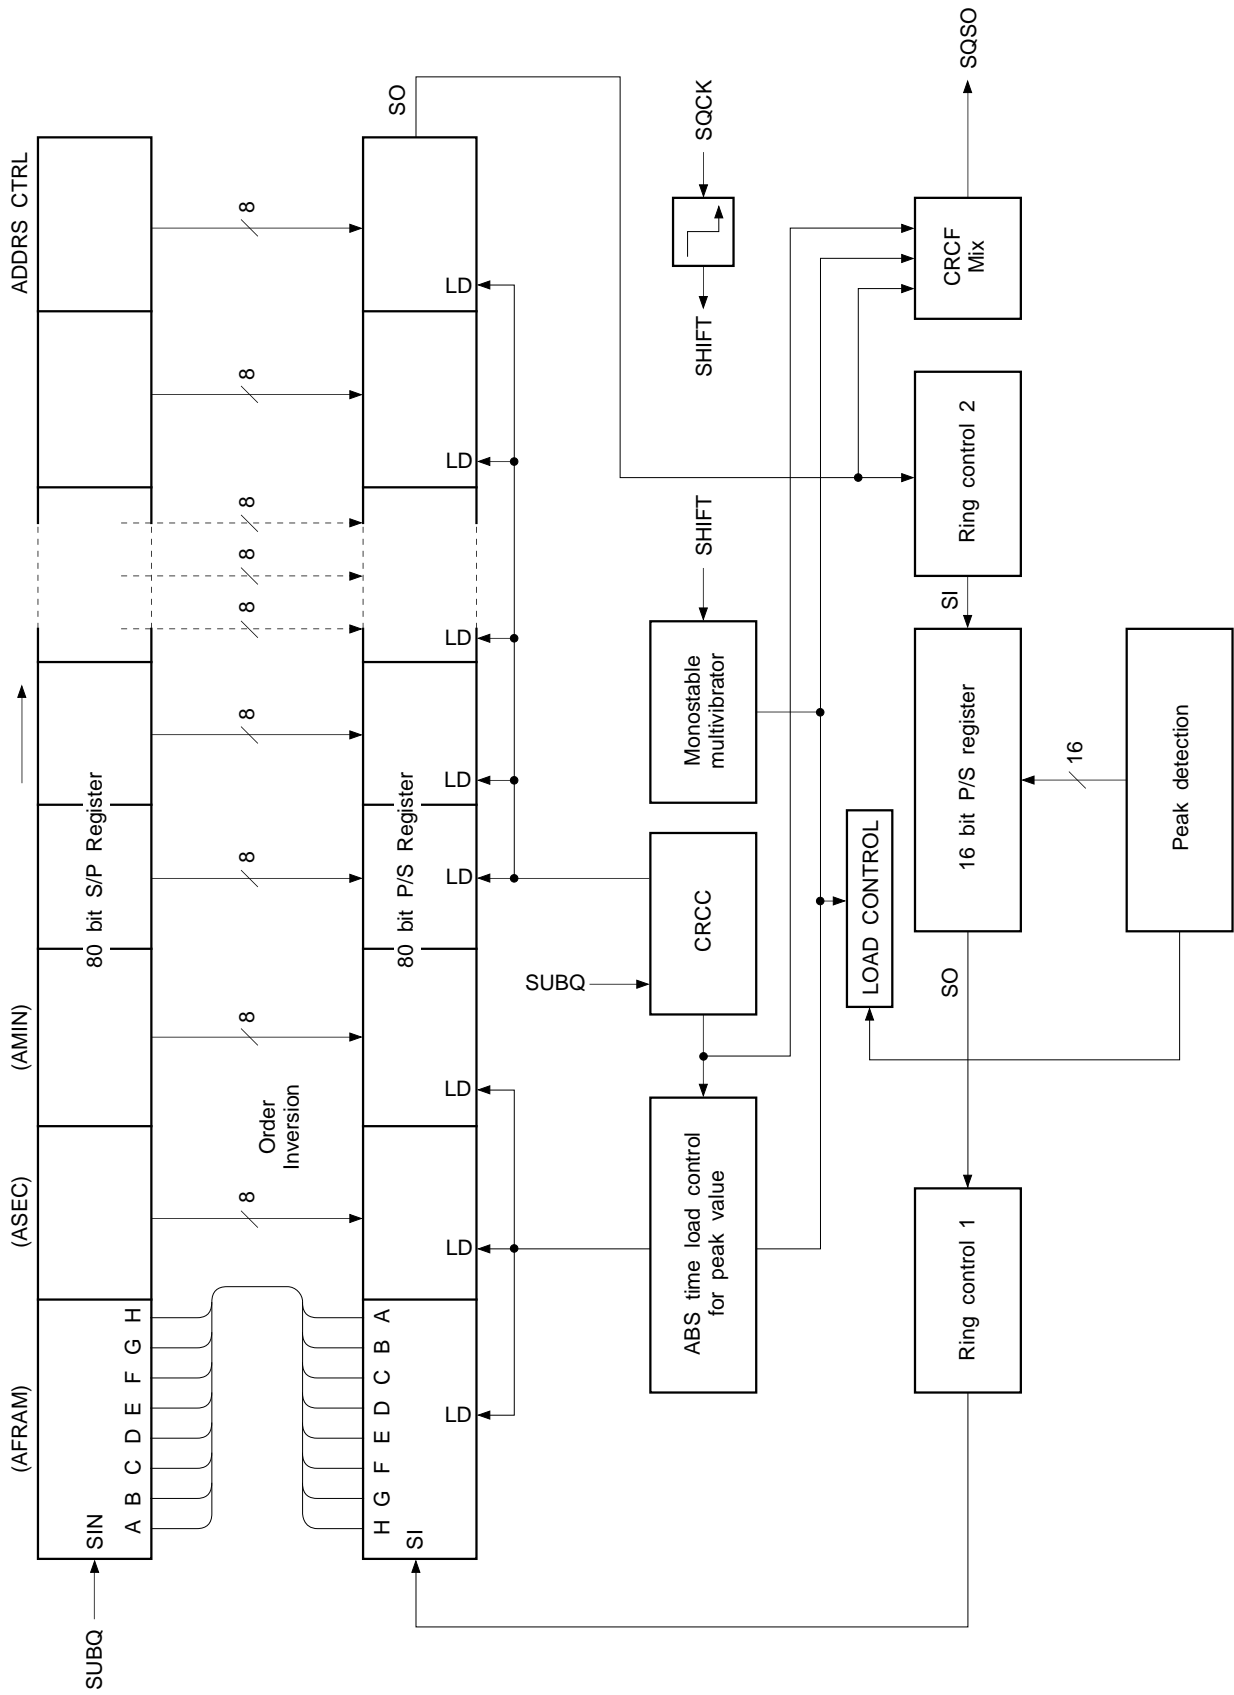 ADDRS CTRL
(AMIN)
(ASEC)
(AFRAM)
SUBQ
SIN
A B C D E F G H
80 bit S/P Register
8
8
8
8
8
8
8
8
8
Order
Inversion
SO
80 bit P/S Register
H G F E D C B A
SI
LD
LD
LD
LD
LD
LD
LD
LD
SQCK
SHIFT
SHIFT
Monostable
multivibrator
SUBQ
CRCC
ABS time load control
for peak value
LOAD CONTROL
SQSO
CRCF
Mix
Ring control 2
SI
16 bit P/S register
SO
Ring control 1
16
Peak detection